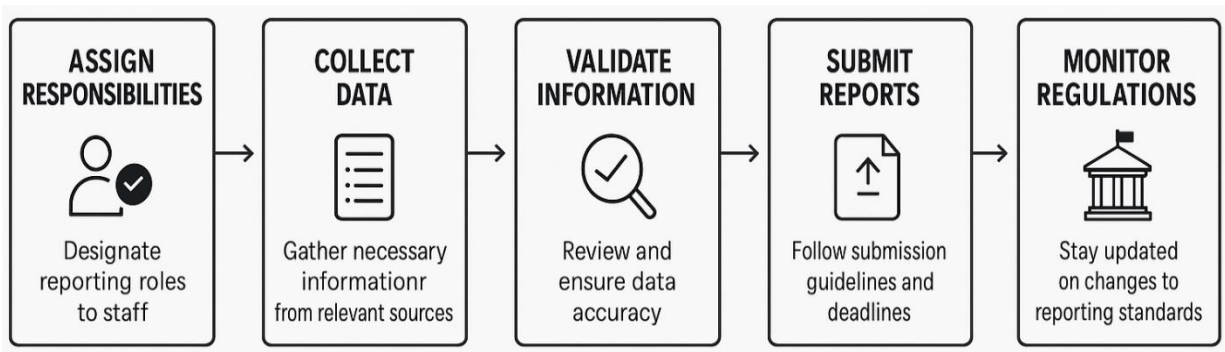 ASSIGN
RESPONSIBILITIES
Designate
reporting roles
to staff
COLLECT
DATA
Gather necessary
informationr
from relevant sources
VALIDATE
INFORMATION
Review and
ensure data
accuracy
SUBMIT
REPORTS
Follow submission
guidelines and
deadlines
MONITOR
REGULATIONS
Stay updated
on changes to
reporting standards